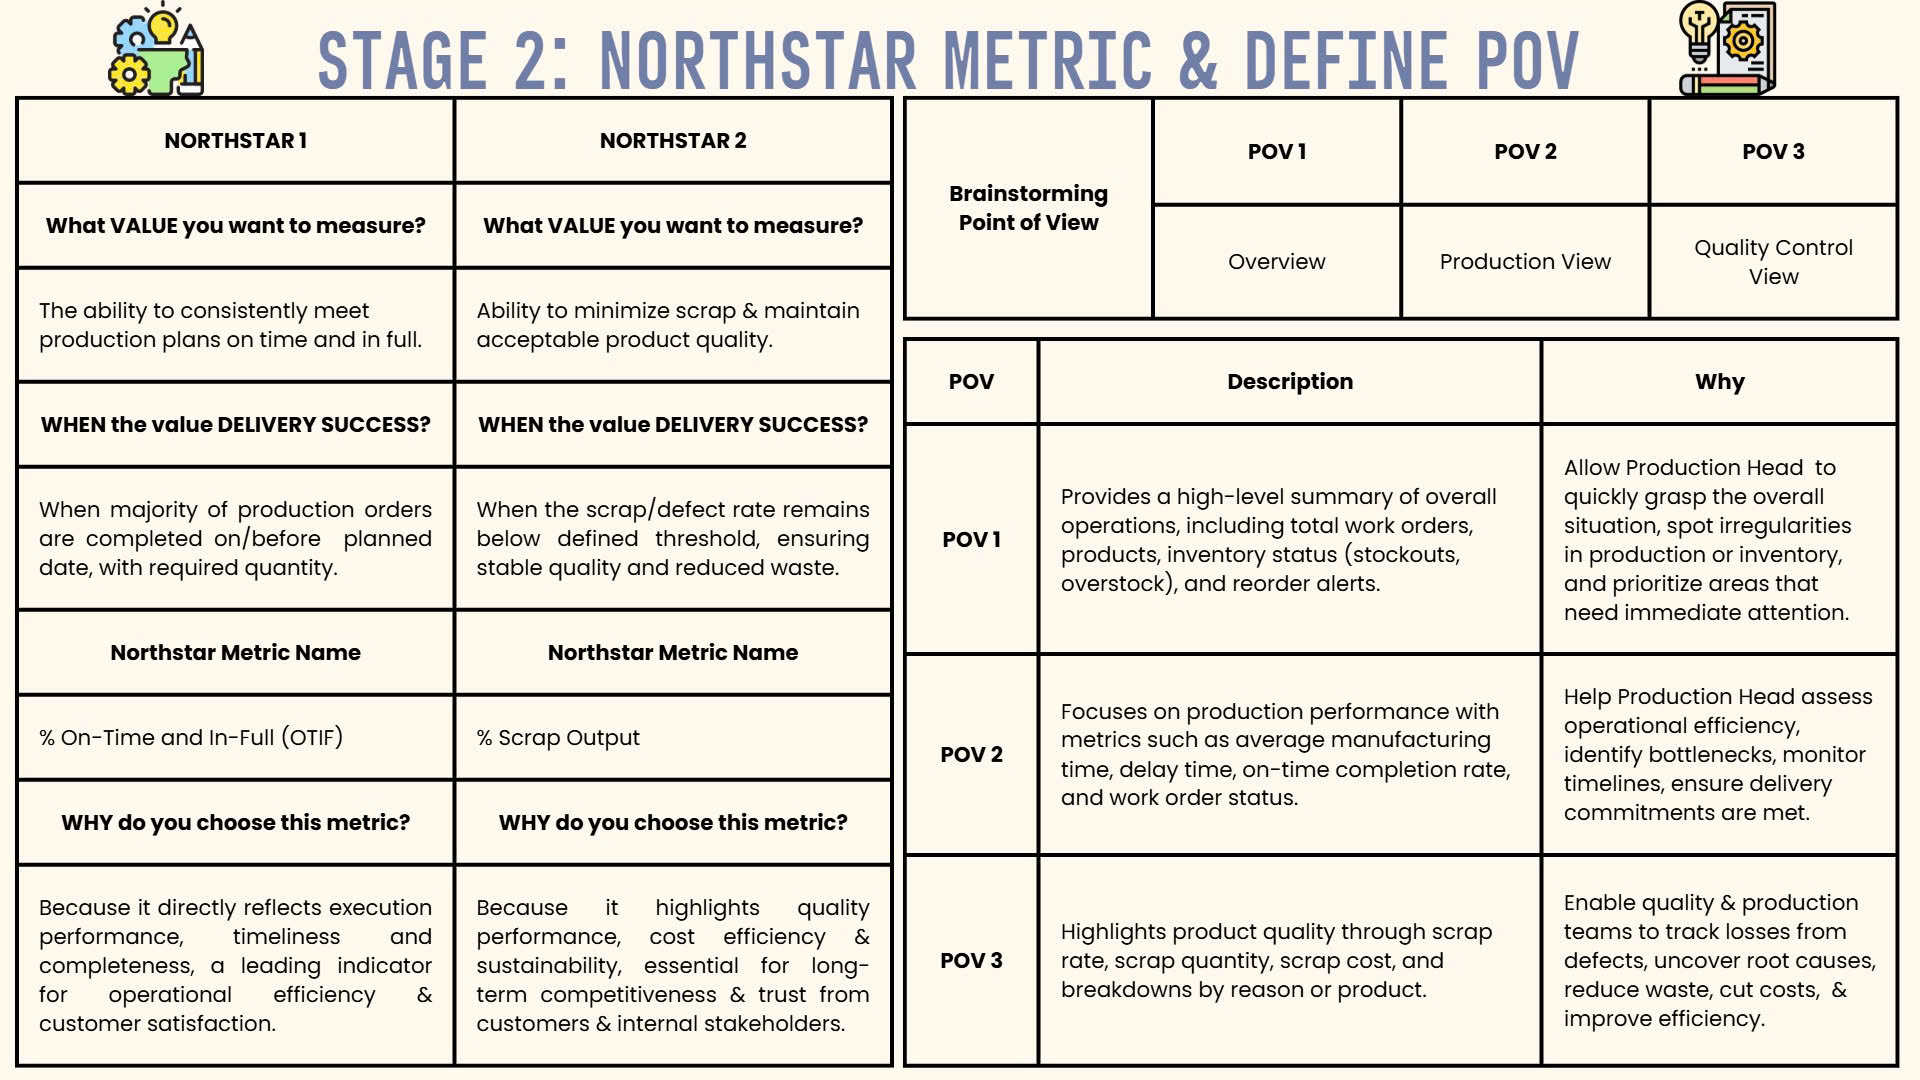 STAGE 2: NORTHSTAR METRIC & DEFINE POV
NORTHSTAR 1
What VALUE you want to measure?
The ability to consistently meet
production plans on time and in full.
WHEN the value DELIVERY SUCCESS?
When majority of production orders
are completed on/before planned
date, with required quantity.
Northstar Metric Name
% On-Time and In-Full (OTIF)
WHY do you choose this metric?
Because it directly reflects execution
performance, timeliness and
completeness, a leading indicator
for operational efficiency &
customer satisfaction.
NORTHSTAR 2
What VALUE you want to measure?
Ability to minimize scrap & maintain
acceptable product quality.
WHEN the value DELIVERY SUCCESS?
When the scrap/defect rate remains
below defined threshold, ensuring
stable quality and reduced waste.
Northstar Metric Name
% Scrap Output
WHY do you choose this metric?
Because it highlights quality
performance, cost efficiency &
sustainability, essential for long-
term competitiveness & trust from
customers & internal stakeholders.
Brainstorming
Point of View
POV 1
POV 2
POV 3
Overview
Production View
Quality Control
View
POV
Description
Why
POV 1
Provides a high-level summary of overall
operations, including total work orders,
products, inventory status (stockouts,
overstock), and reorder alerts.
Allow Production Head to
quickly grasp the overall
situation, spot irregularities
in production or inventory,
and prioritize areas that
need immediate attention.
POV 2
Focuses on production performance with
metrics such as average manufacturing
time, delay time, on-time completion rate,
and work order status.
Help Production Head assess
operational efficiency,
identify bottlenecks, monitor
timelines, ensure delivery
commitments are met.
POV 3
Highlights product quality through scrap
rate, scrap quantity, scrap cost, and
breakdowns by reason or product.
Enable quality & production
teams to track losses from
defects, uncover root causes,
reduce waste, cut costs, &
improve efficiency.